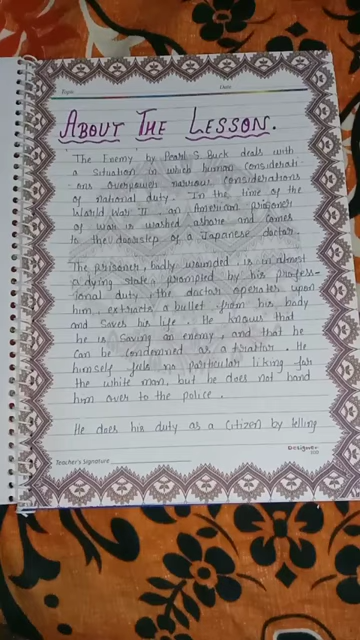 Topic Date
ABOUT THE LESSON.
'The Enemy' by Pearl S. Buck deals with
a situation in which human considerati
ons overpower narrow considerations
of national duty. In the time of the
World War II, an American prisoner
of war is washed ashore and comes
to the doorstep of a Japanese doctor.
The prisoner, badly wounded, is in almost
a dying state, prompted by his profess-
ional duty, the doctor operates upon
him, extracts a bullet from his body
and saves his life. He knows that
he is saving an enemy, and that he
can be condemned as a traitor. He
himself feels no particular liking for
the white man, but he does not hand
him over to the police.
He does his duty as a citizen by telling
Teacher's Signature
Designer